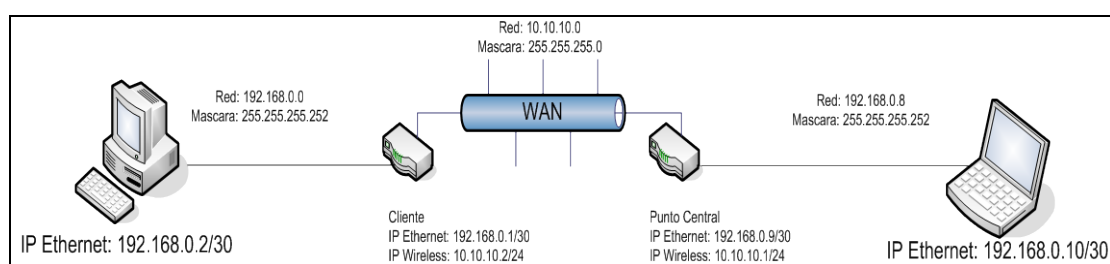 Red: 10.10.10.0
Mascara: 255.255.255.0
WAN
Red: 192.168.0.0
Mascara: 255.255.255.252
Red: 192.168.0.8
Mascara: 255.255.255.252
IP Ethernet: 192.168.0.2/30
Cliente
IP Ethernet: 192.168.0.1/30
IP Wireless: 10.10.10.2/24
Punto Central
IP Ethernet: 192.168.0.9/30
IP Wireless: 10.10.10.1/24
IP Ethernet: 192.168.0.10/30